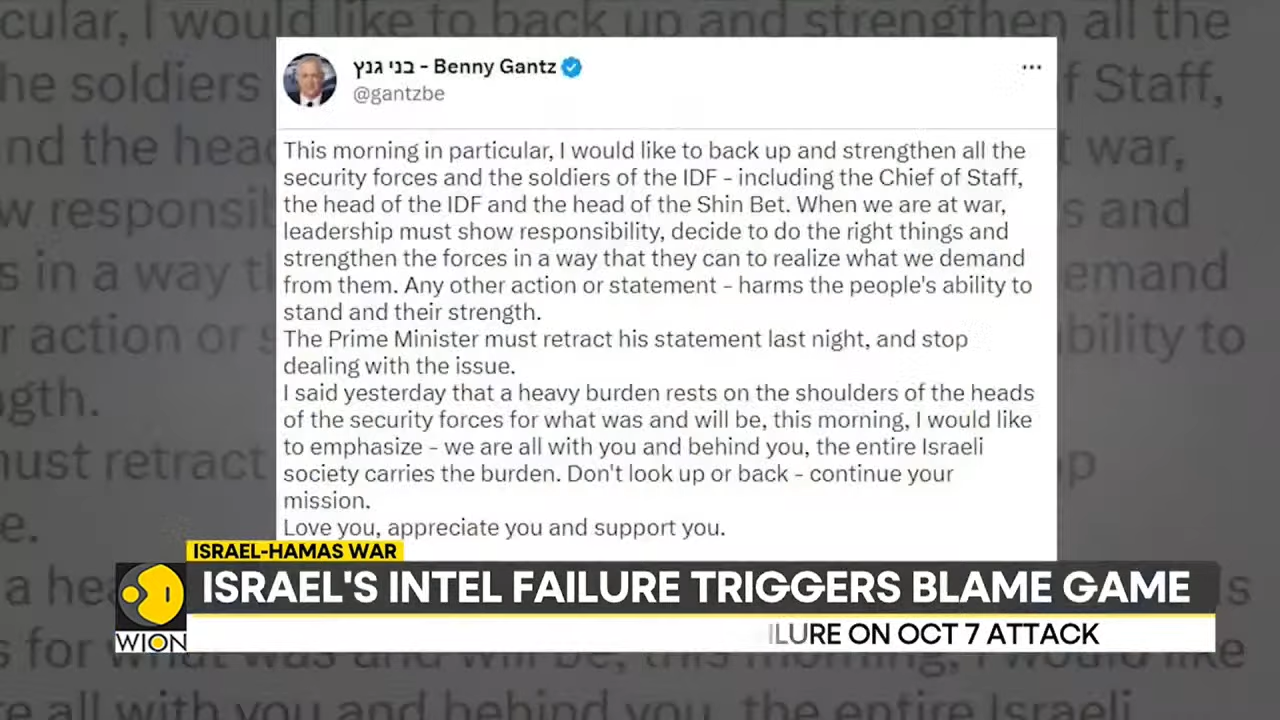 בני גנץ - Benny Gantz
@gantzbe
This morning in particular, I would like to back up and strengthen all the
security forces and the soldiers of the IDF - including the Chief of Staff,
the head of the IDF and the head of the Shin Bet. When we are at war,
leadership must show responsibility, decide to do the right things and
strengthen the forces in a way that they can to realize what we demand
from them. Any other action or statement - harms the people's ability to
stand and their strength.
The Prime Minister must retract his statement last night, and stop
dealing with the issue.
I said yesterday that a heavy burden rests on the shoulders of the heads
of the security forces for what was and will be, this morning, I would like
to emphasize - we are all with you and behind you, the entire Israeli
society carries the burden. Don't look up or back - continue your
mission.
Love you, appreciate you and support you.
ISRAEL-HAMAS WAR
ISRAEL'S INTEL FAILURE TRIGGERS BLAME GAME
ILURE ON OCT 7 ATTACK
WION